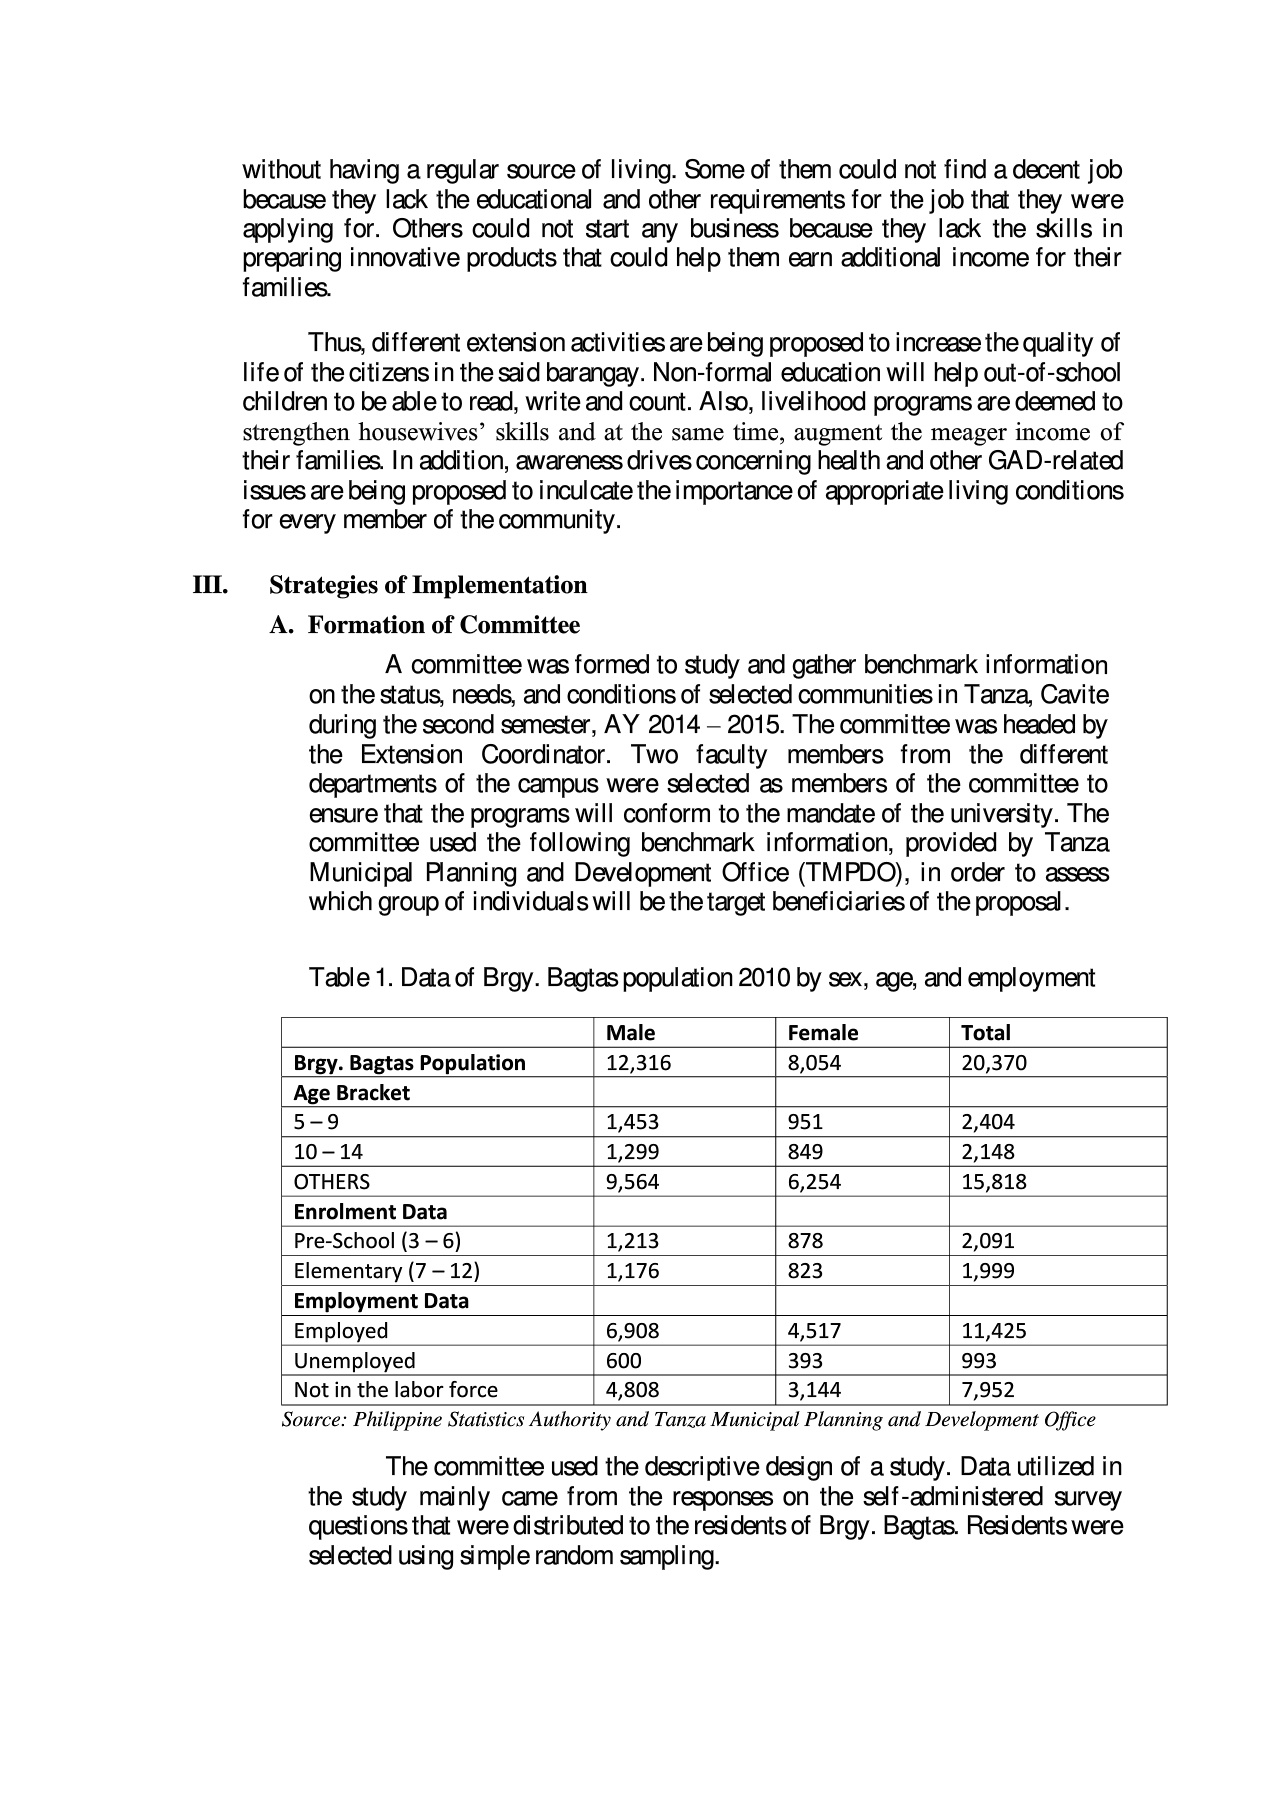 without having a regular source of living. Some of them could not find a decent job
because they lack the educational and other requirements for the job that they were
applying for. Others could not start any business because they lack the skills in
preparing innovative products that could help them earn additional income for their
families.
Thus, different extension activities are being proposed to increase the quality of
life of the citizens in the said barangay. Non-formal education will help out-of-school
children to be able to read, write and count. Also, livelihood programs are deemed to
strengthen housewives’ skills and at the same time, augment the meager income of
their families. In addition, awareness drives concerning health and other GAD-related
issues are being proposed to inculcate the importance of appropriate living conditions
for every member of the community.
III. Strategies of Implementation
A. Formation of Committee
A committee was formed to study and gather benchmark information
on the status, needs, and conditions of selected communities in Tanza, Cavite
during the second semester, AY 2014 – 2015. The committee was headed by
the Extension Coordinator. Two faculty members from the different
departments of the campus were selected as members of the committee to
ensure that the programs will conform to the mandate of the university. The
committee used the following benchmark information, provided by Tanza
Municipal Planning and Development Office (TMPDO), in order to assess
which group of individuals will be the target beneficiaries of the proposal.
Table 1. Data of Brgy. Bagtas population 2010 by sex, age, and employment
Male Female Total
Brgy. Bagtas Population 12,316 8,054 20,370
Age Bracket
5 – 9 1,453 951 2,404
10 – 14 1,299 849 2,148
OTHERS 9,564 6,254 15,818
Enrolment Data
Pre-School (3 – 6) 1,213 878 2,091
Elementary (7 – 12) 1,176 823 1,999
Employment Data
Employed 6,908 4,517 11,425
Unemployed 600 393 993
Not in the labor force 4,808 3,144 7,952
Source: Philippine Statistics Authority and Tanza Municipal Planning and Development Office
The committee used the descriptive design of a study. Data utilized in
the study mainly came from the responses on the self-administered survey
questions that were distributed to the residents of Brgy. Bagtas. Residents were
selected using simple random sampling.